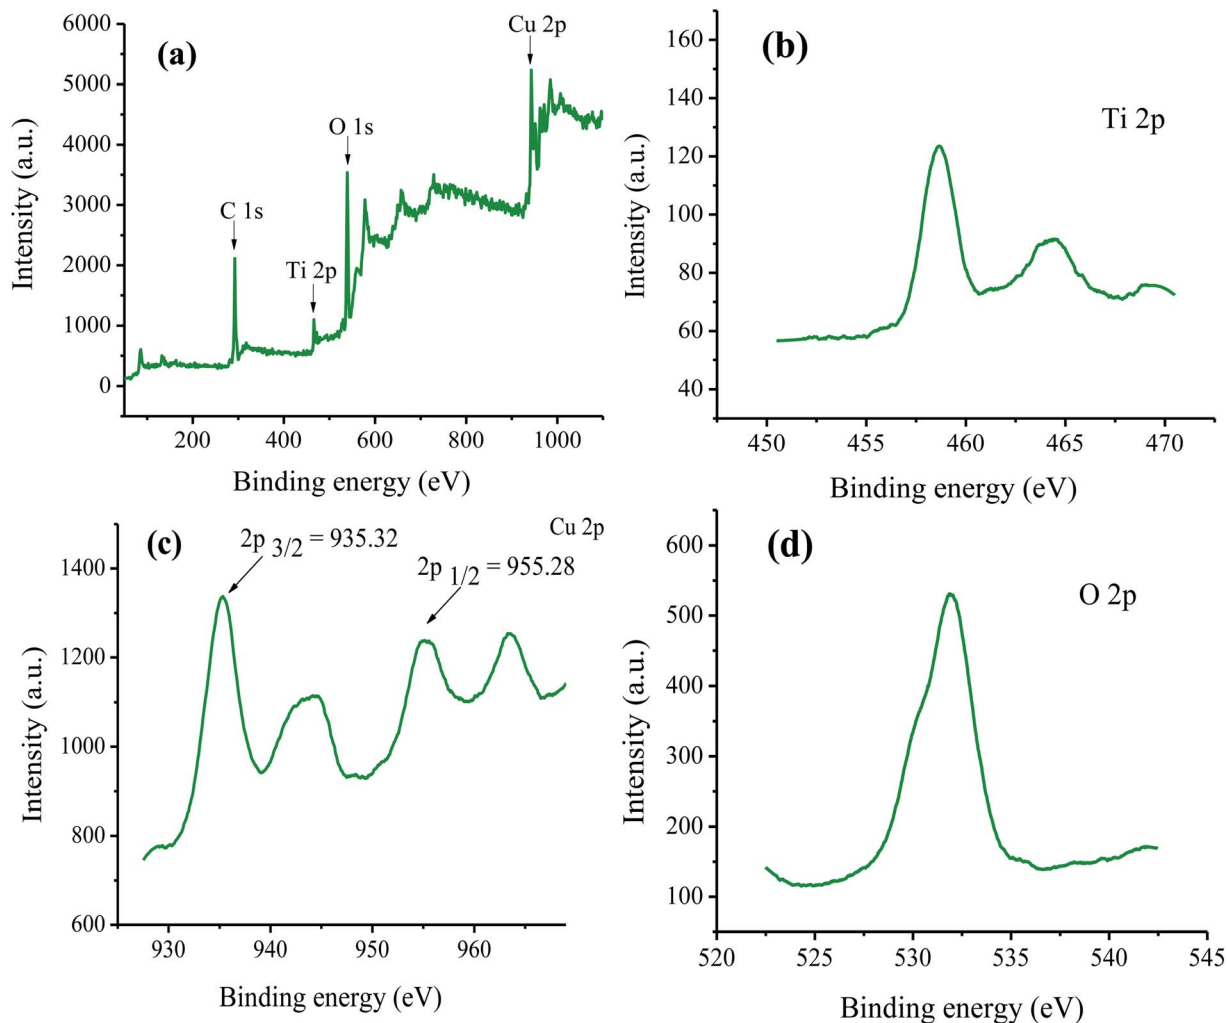 (a)
Cu 2p
O 1s
C 1s
Ti 2p
6000
5000
4000
3000
2000
1000
0
Intensity (a.u.)
200 400 600 800 1000
Binding energy (eV)
(b)
Ti 2p
160
140
120
100
80
60
40
Intensity (a.u.)
450 455 460 465 470
Binding energy (eV)
(c)
Cu 2p
2p 3/2 = 935.32
2p 1/2 = 955.28
1400
1200
1000
800
600
Intensity (a.u.)
930 940 950 960
Binding energy (eV)
(d)
O 2p
600
500
400
300
200
100
Intensity (a.u.)
520 525 530 535 540 545
Binding energy (eV)